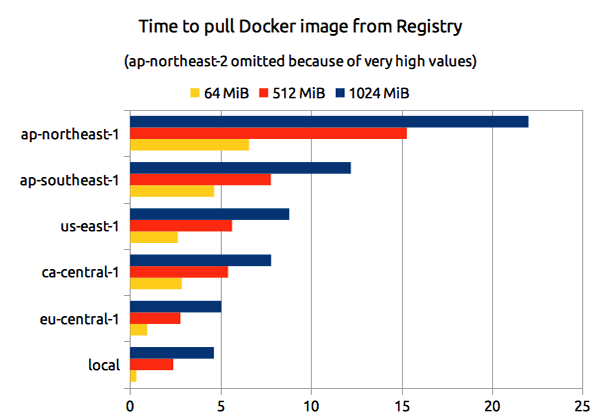 Time to pull Docker image from Registry
(ap-northeast-2 omitted because of very high values)
64 MiB 512 MiB 1024 MiB
ap-northeast-1
ap-southeast-1
us-east-1
ca-central-1
eu-central-1
local
0 5 10 15 20 25